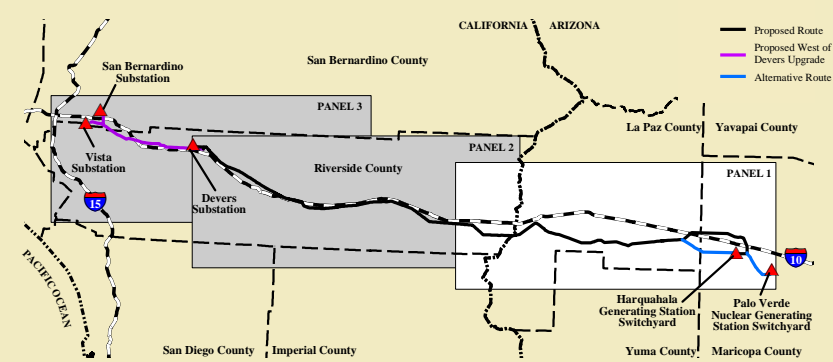 CALIFORNIA
ARIZONA
Proposed Route
Proposed West of
Devers Upgrade
Alternative Route
San Bernardino
Substation
San Bernardino County
PANEL 3
La Paz County
Yavapai County
Vista
Substation
Riverside County
PANEL 2
PANEL 1
Devers
Substation
15
10
PACIFIC OCEAN
Harquahala
Generating Station
Switchyard
Palo Verde
Nuclear Generating
Station Switchyard
San Diego County
Imperial County
Yuma County
Maricopa County